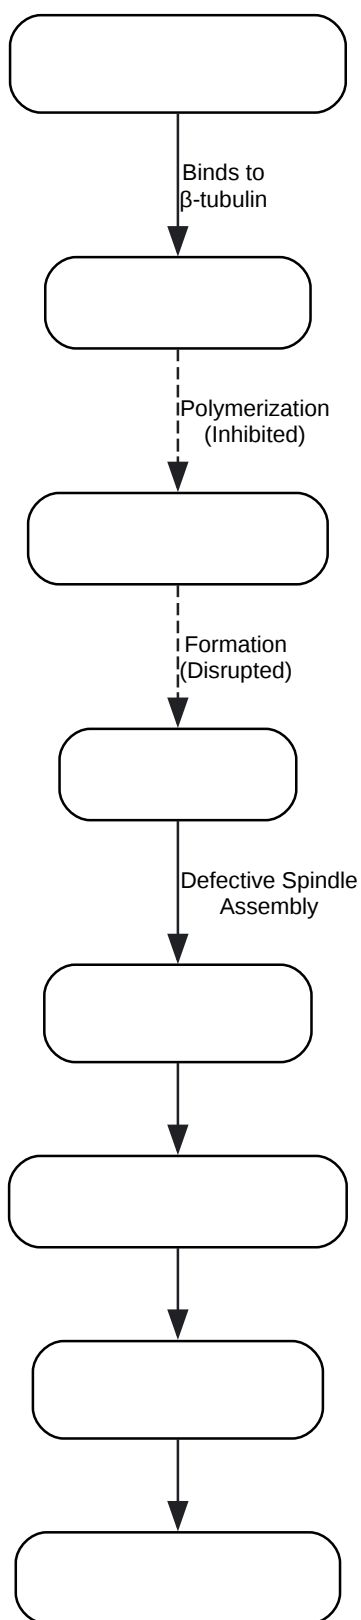 Binds to
β-tubulin
Polymerization
(Inhibited)
Formation
(Disrupted)
Defective Spindle
Assembly